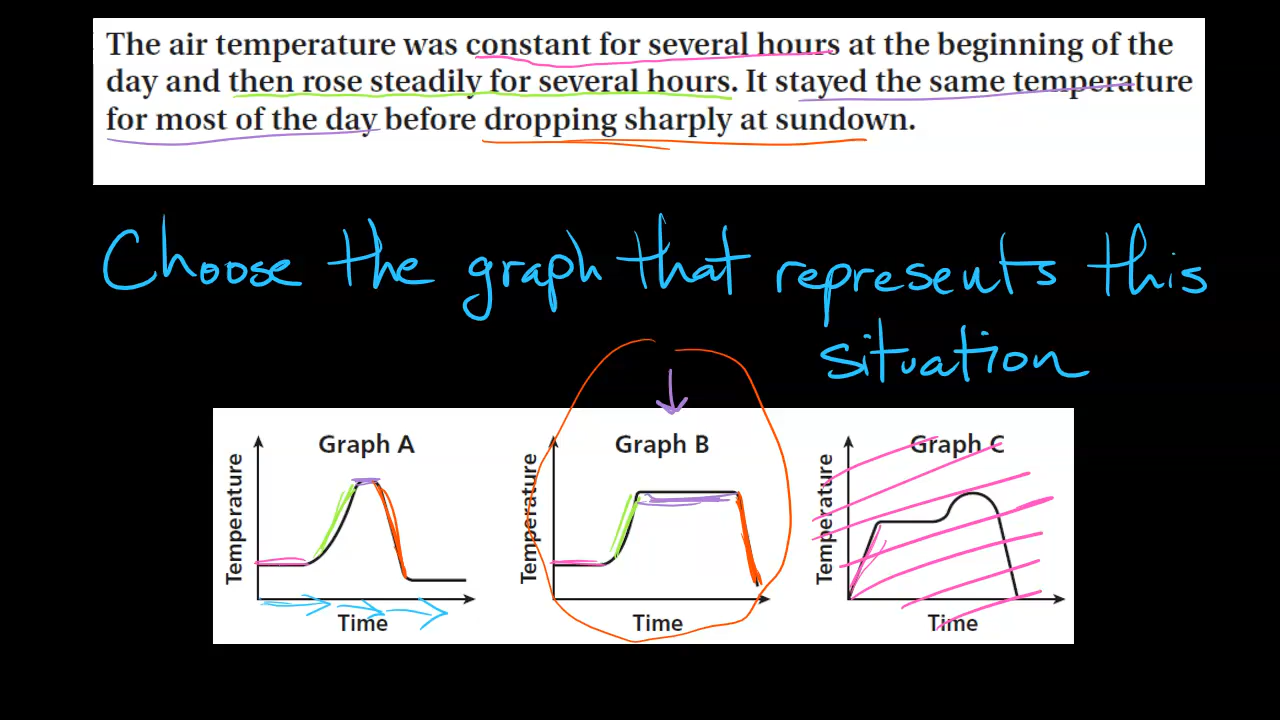 The air temperature was constant for several hours at the beginning of the
day and then rose steadily for several hours. It stayed the same temperature
for most of the day before dropping sharply at sundown.
Choose the graph that represents this
situation
Graph A
Temperature
Time
Graph B
Temperature
Time
Graph C
Temperature
Time